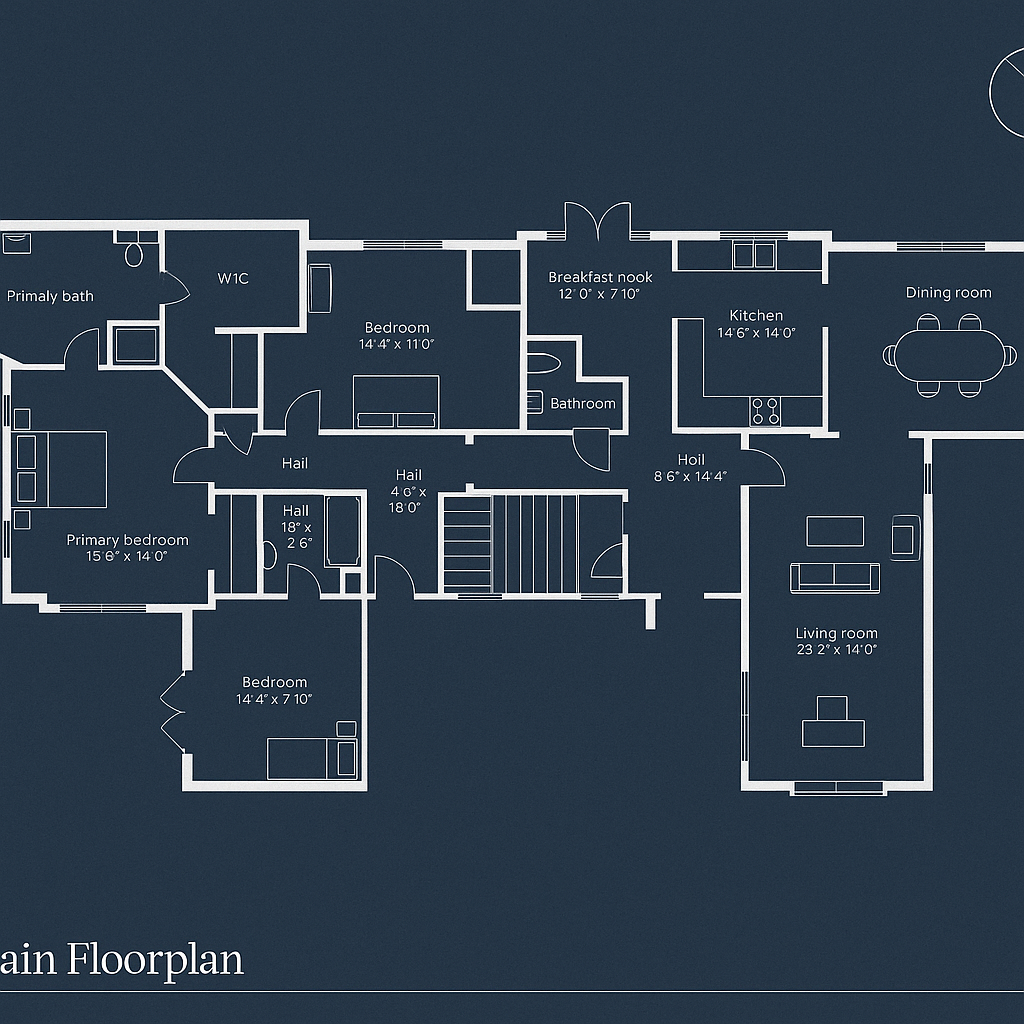 Primaly bath
W1C
Bedroom
14'4" x 11'0"
Breakfast nook
12' 0" x 7'10"
Kitchen
14'6" x 14'0"
Dining room
Bathroom
Hail
Hail
4'6" x
18'0"
Hoil
8'6" x 14'4"
Hall
18" x
2 6"
Primary bedroom
15'6" x 14'0"
Bedroom
14'4" x 7 10"
Living room
23 2" x 14'0"
ain Floorplan